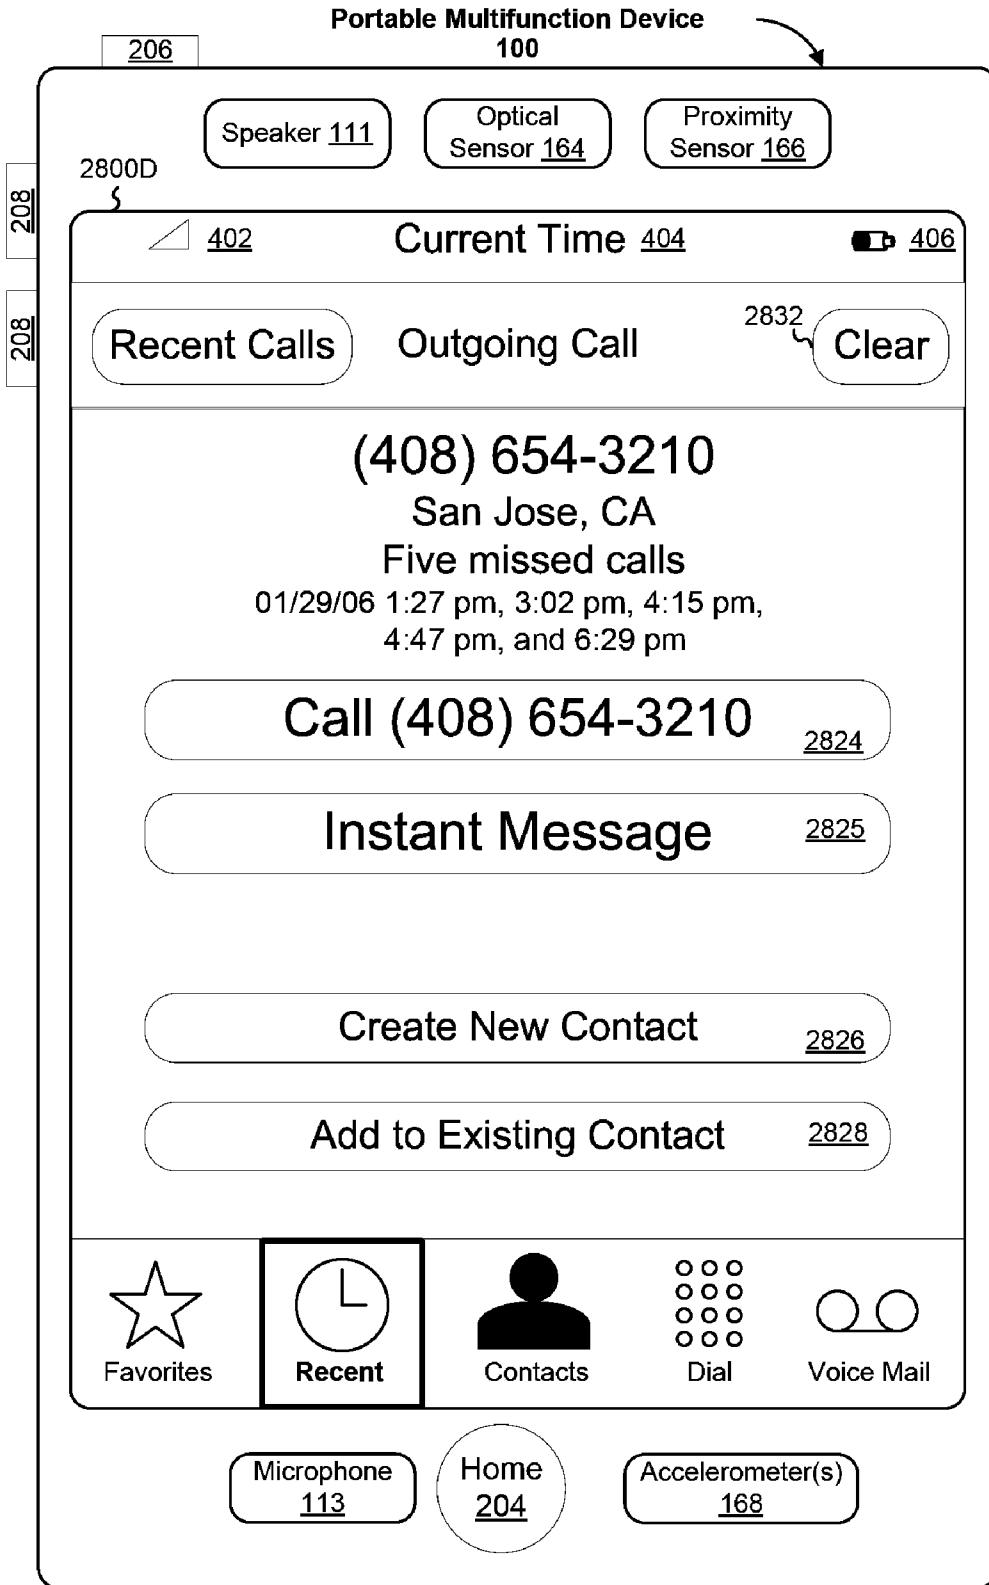 Portable Multifunction Device
100
206
Speaker 111
Optical
Sensor 164
Proximity
Sensor 166
2800D
208
208
402
Current Time 404
406
Recent Calls
Outgoing Call
2832
Clear
(408) 654-3210
San Jose, CA
Five missed calls
01/29/06 1:27 pm, 3:02 pm, 4:15 pm,
4:47 pm, and 6:29 pm
Call (408) 654-3210
2824
Instant Message
2825
Create New Contact
2826
Add to Existing Contact
2828
Favorites
Recent
Contacts
Dial
Voice Mail
Microphone
113
Home
204
Accelerometer(s)
168